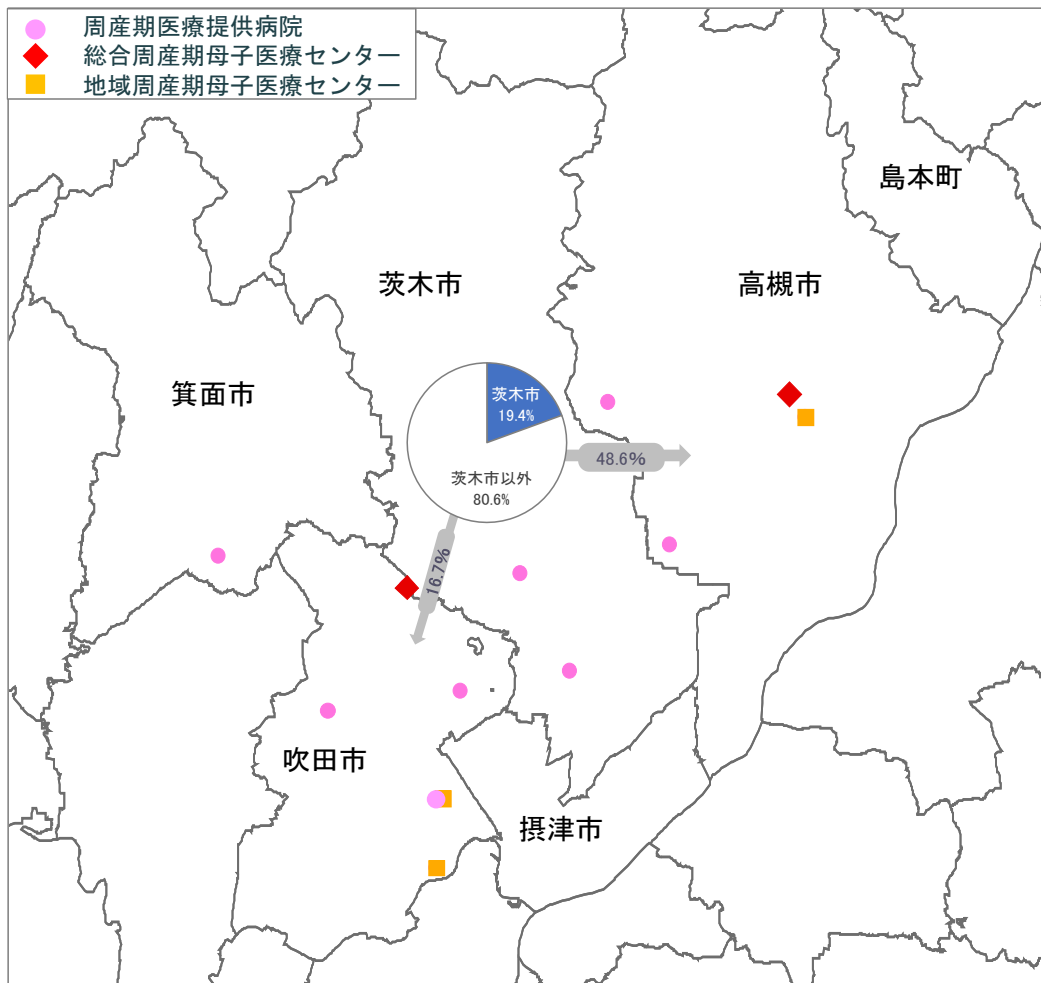 周産期医療提供病院
総合周産期母子医療センター
地域周産期母子医療センター
島本町
茨木市
高槻市
箕面市
茨木市
19.4%
48.6%
茨木市以外
80.6%
16.7%
吹田市
摂津市